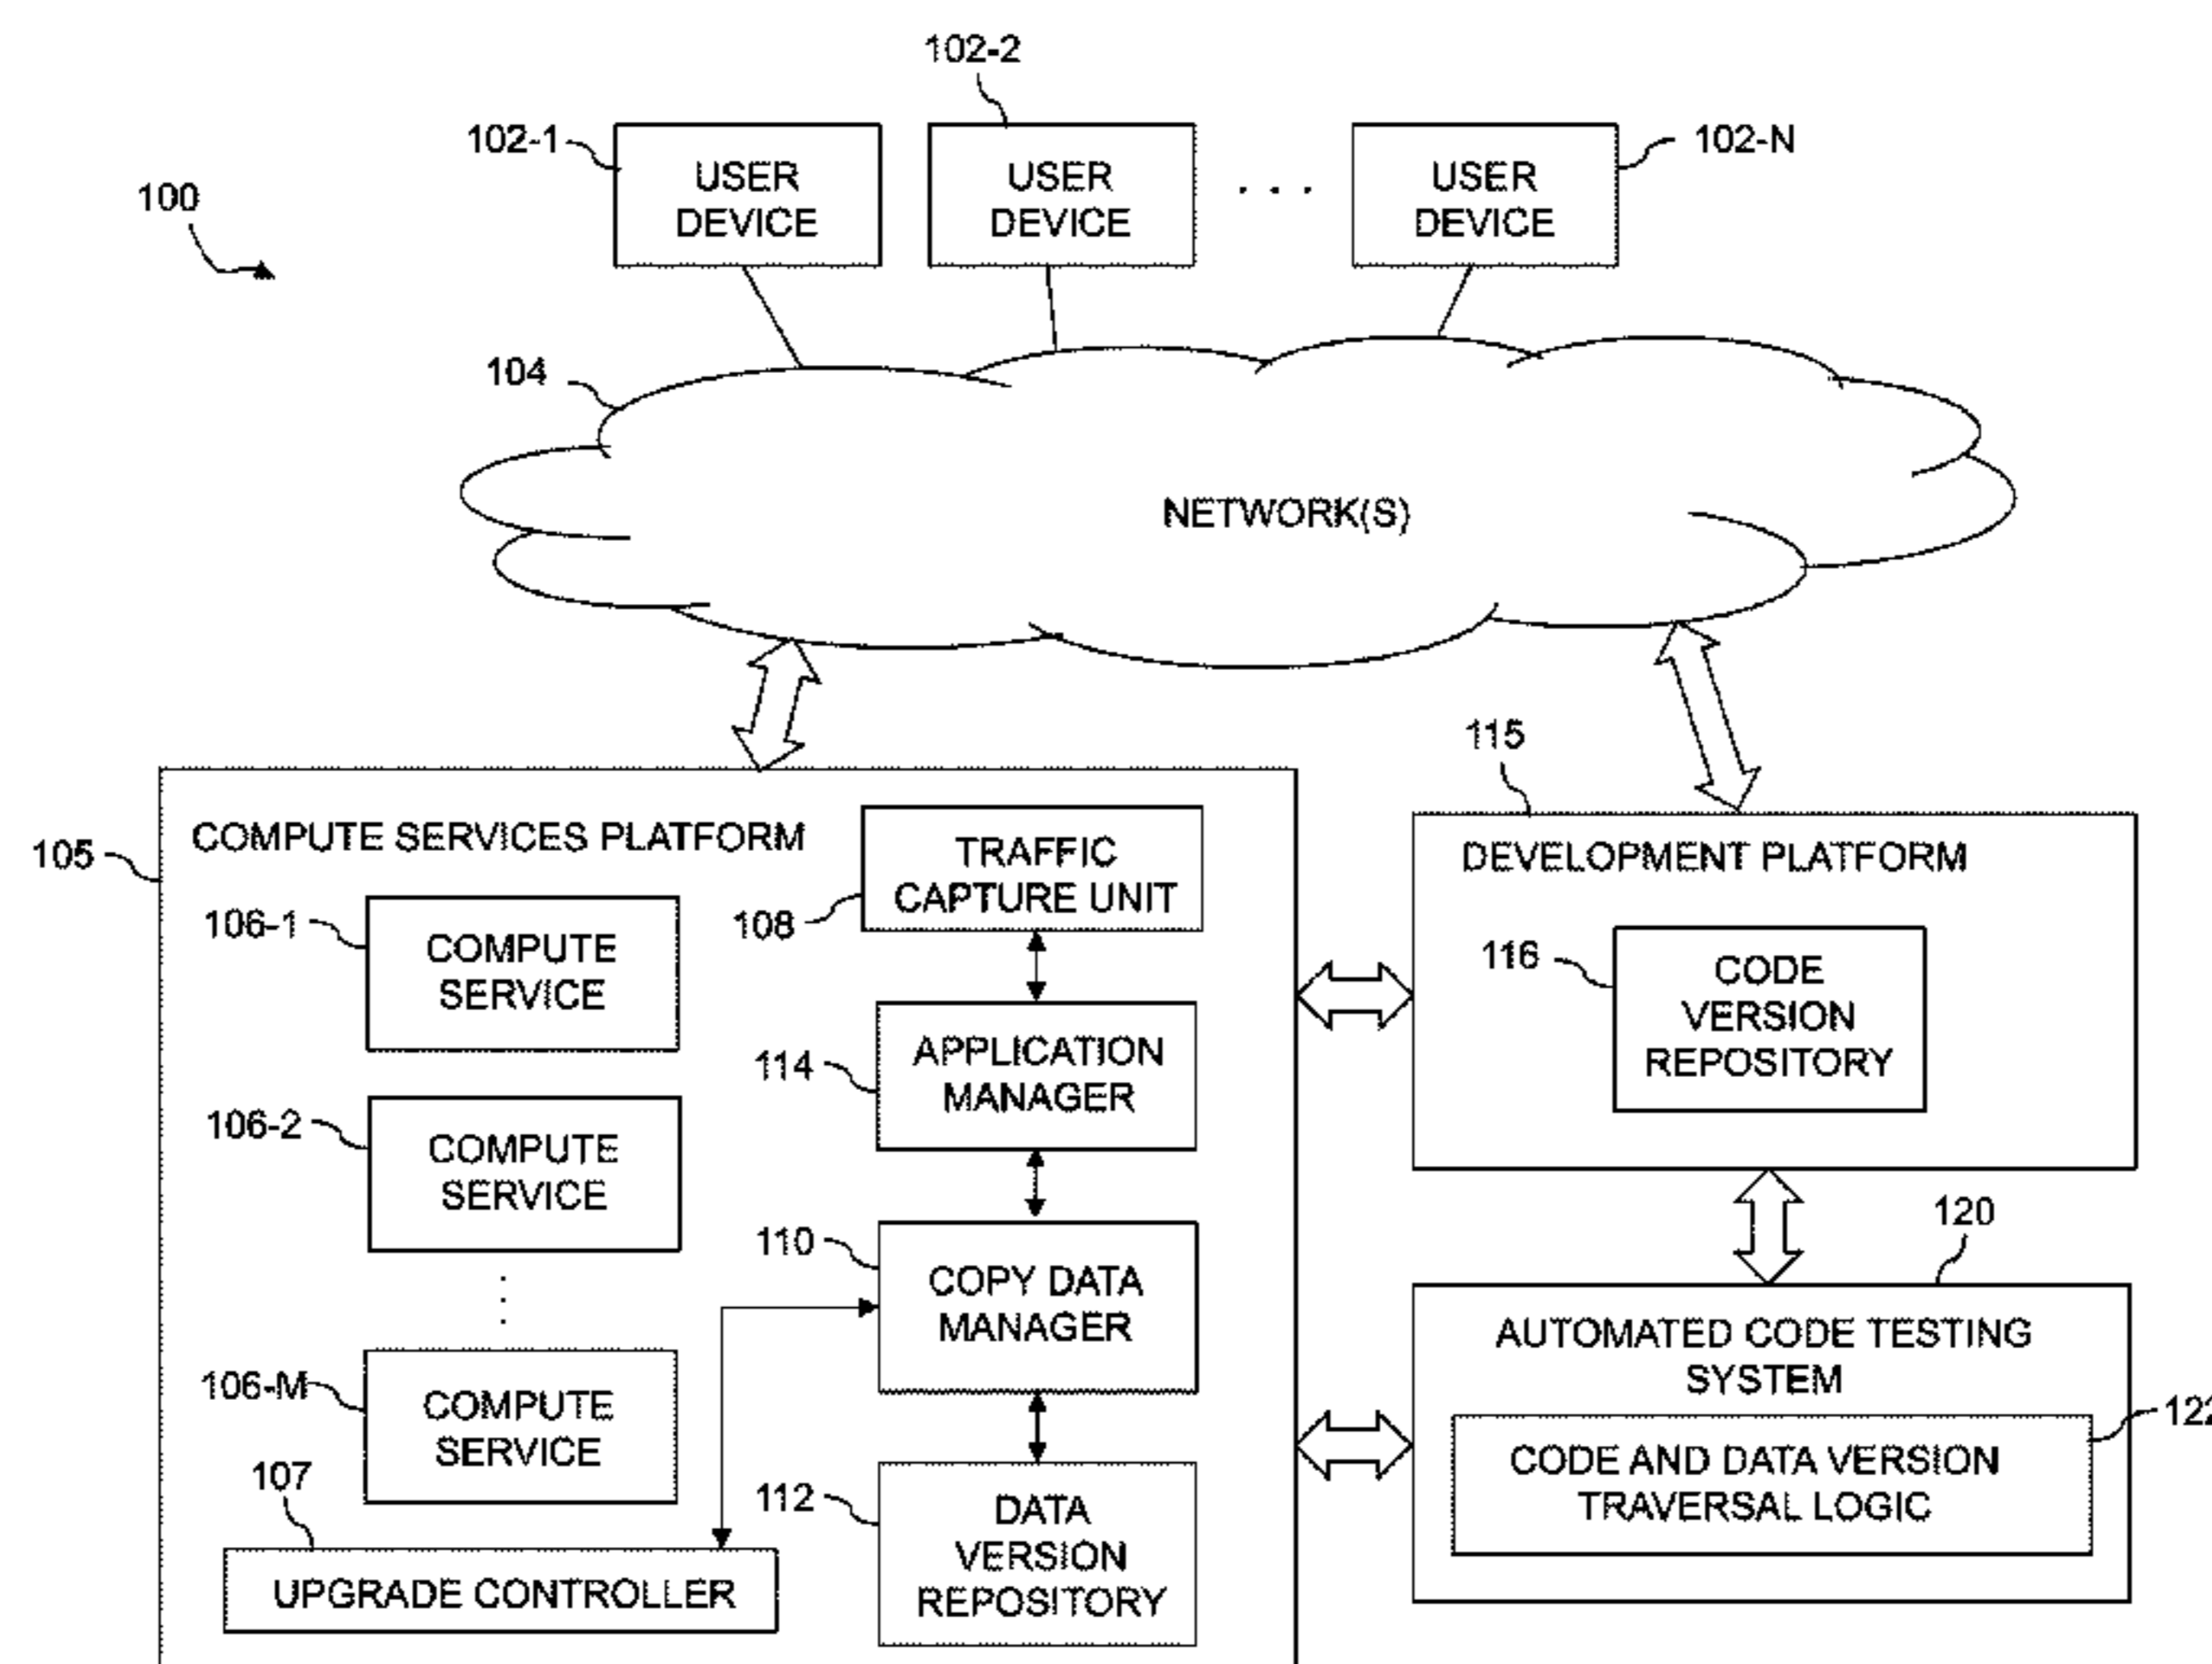 102-2
102-1
USER
DEVICE
USER
DEVICE
. . .
USER
DEVICE
102-N
100
104
NETWORK(S)
105
COMPUTE SERVICES PLATFORM
TRAFFIC
CAPTURE UNIT
108
106-1
COMPUTE
SERVICE
114
APPLICATION
MANAGER
106-2
COMPUTE
SERVICE
110
COPY DATA
MANAGER
106-M
COMPUTE
SERVICE
112
DATA
VERSION
REPOSITORY
107
UPGRADE CONTROLLER
115
DEVELOPMENT PLATFORM
116
CODE
VERSION
REPOSITORY
120
AUTOMATED CODE TESTING
SYSTEM
122
CODE AND DATA VERSION
TRAVERSAL LOGIC